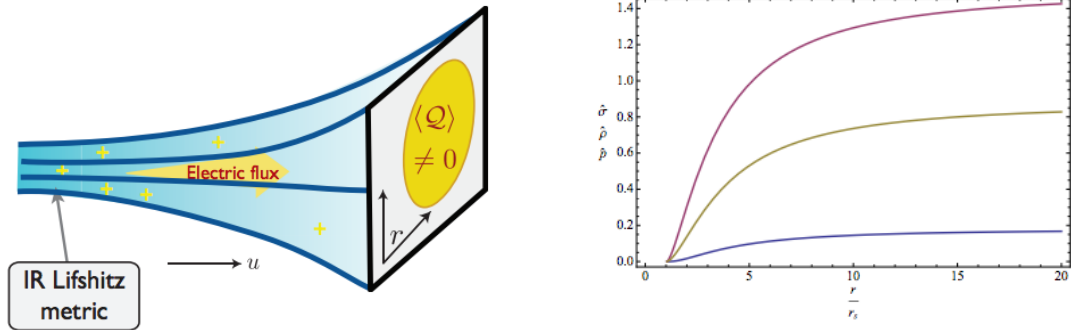 ⟨Q⟩
≠ 0
Electric flux
r
IR Lifshitz
metric
u
1.4
1.2
1.0
σ̂
ρ̂
0.8
p̂
0.6
0.4
0.2
0.0
0 5 10 15 20
r
r_s